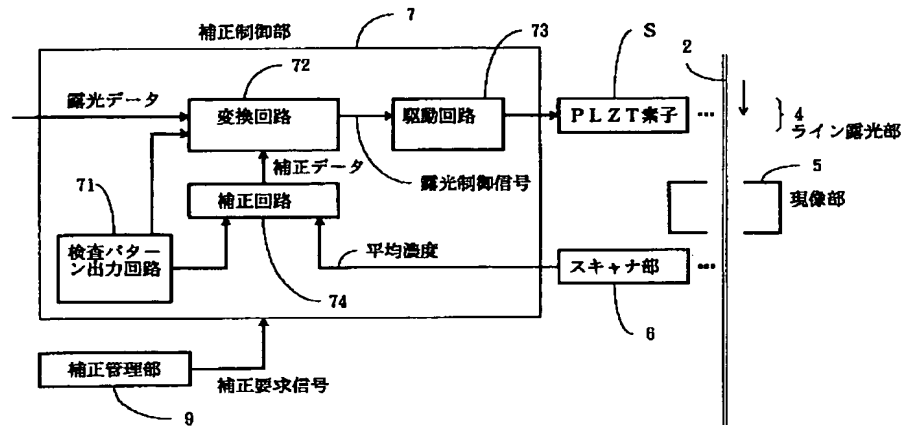 補正制御部
7
72
73
S
2
露光データ
変換回路
駆動回路
PLZT素子
…
4
ライン露光部
補正データ
露光制御信号
5
現像部
71
補正回路
検査パター
ン出力回路
平均濃度
スキャナ部
…
74
6
補正管理部
補正要求信号
9